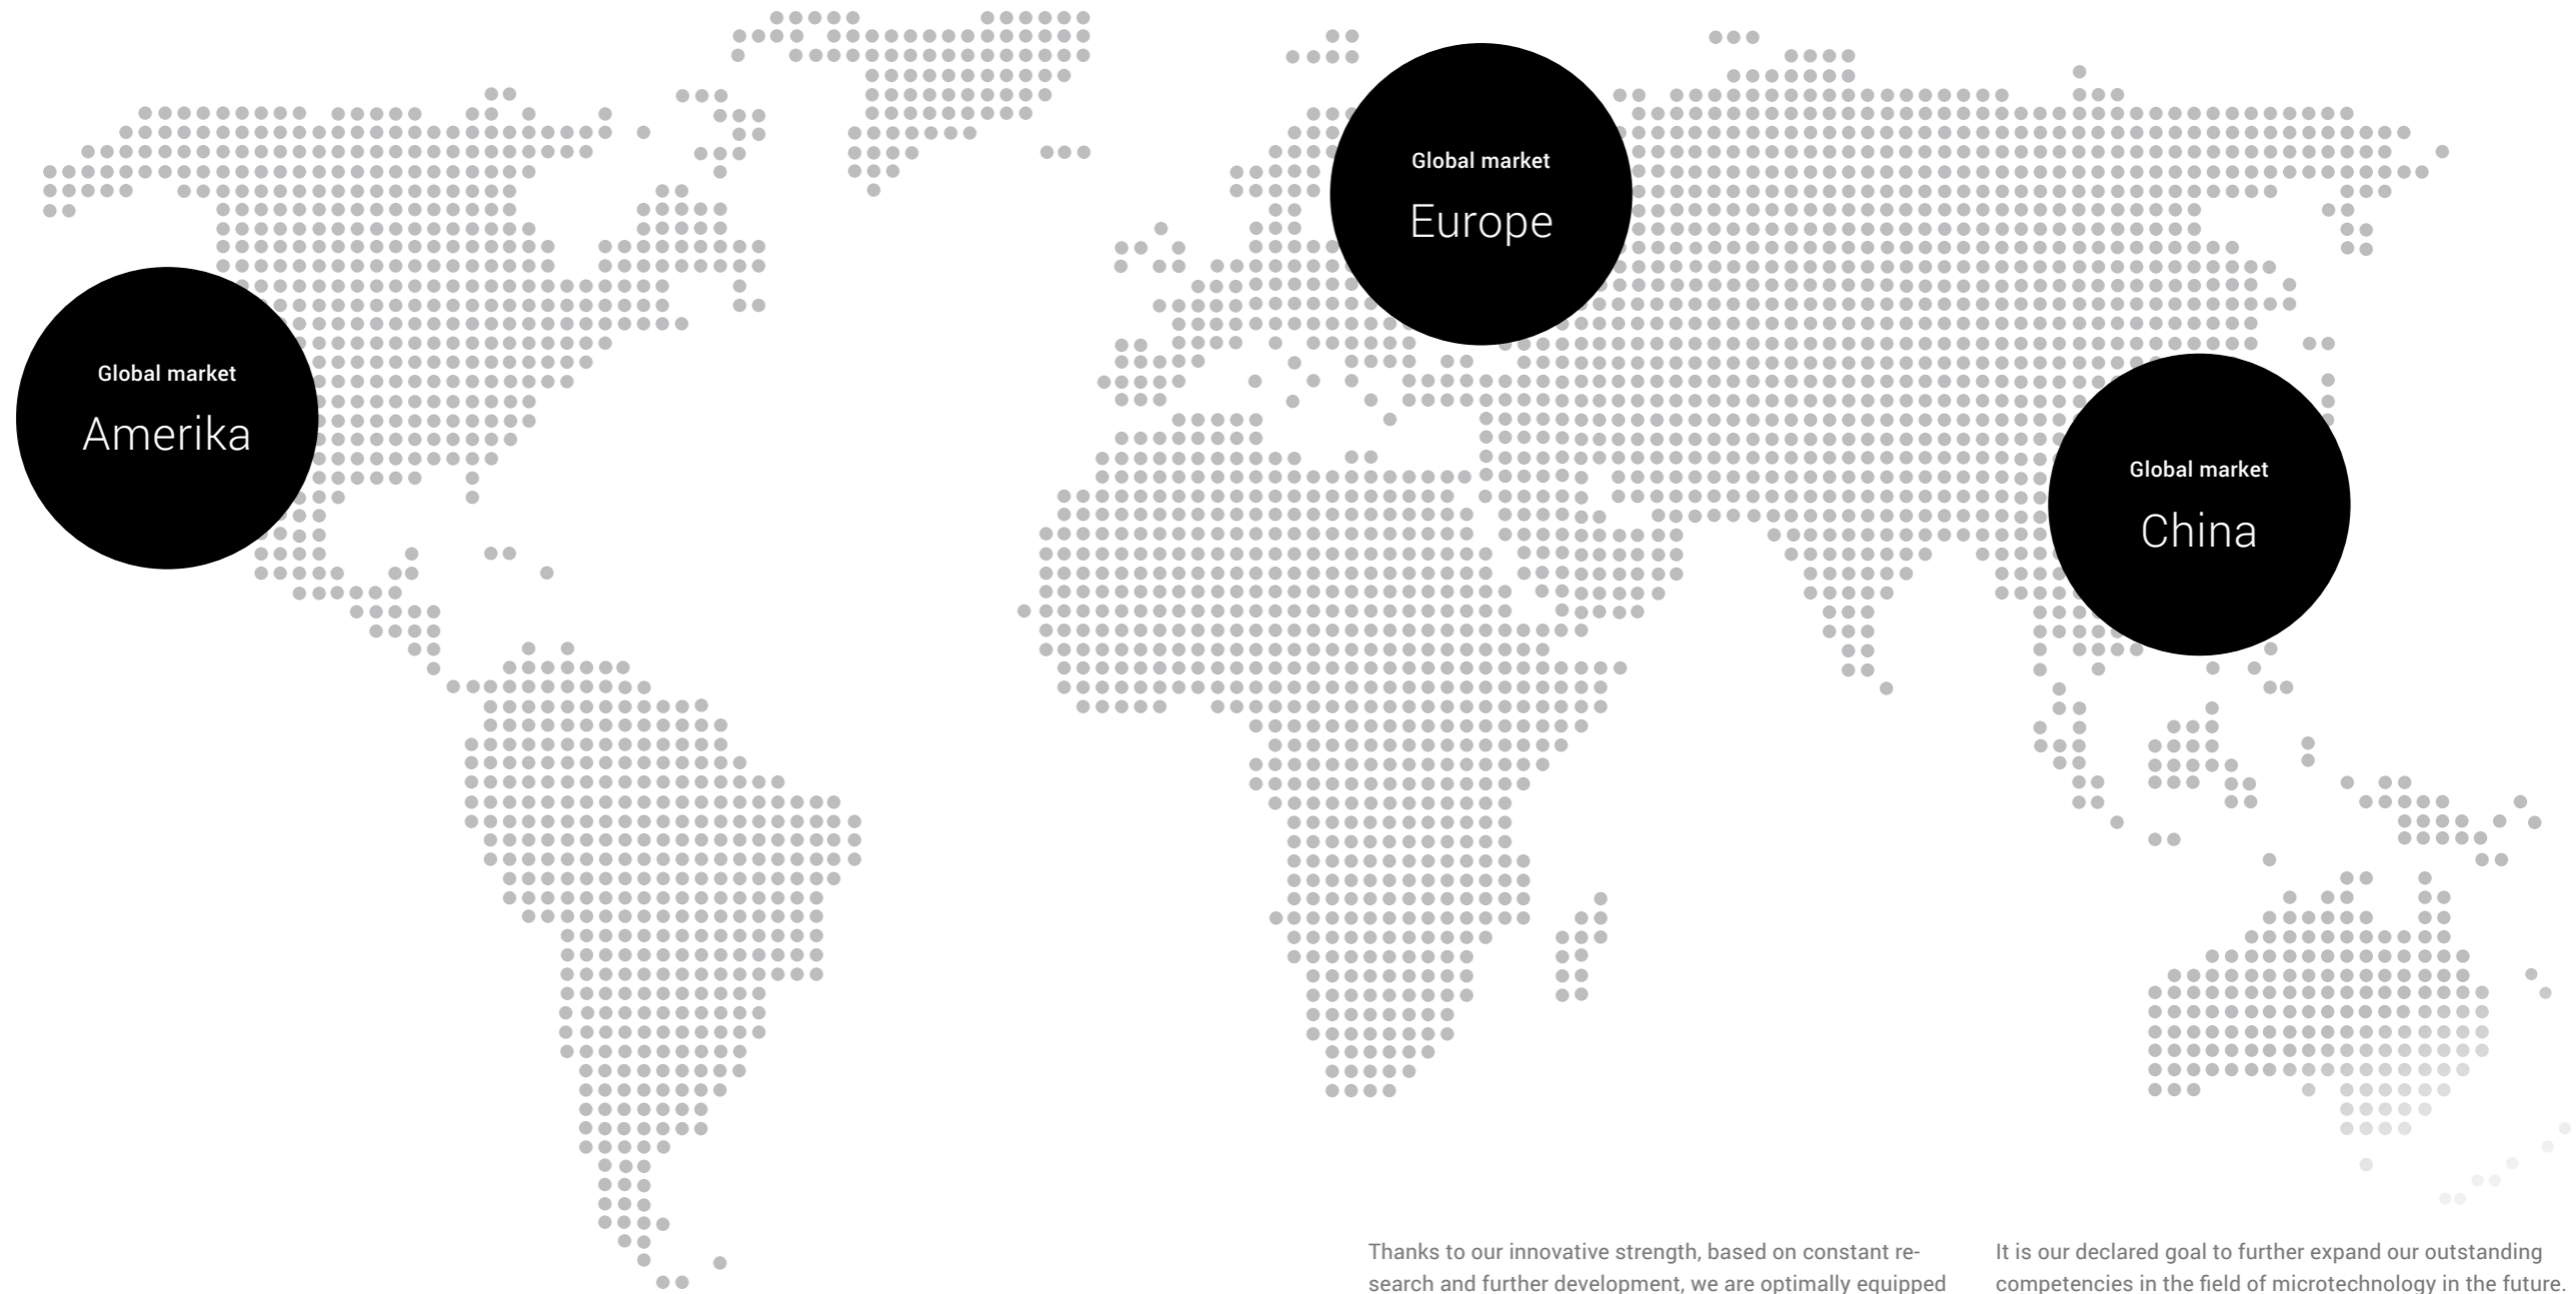 Global market
Europe
Global market
Amerika
Global market
China
Thanks to our innovative strength, based on constant re-
search and further development, we are optimally equipped
It is our declared goal to further expand our outstanding
competencies in the field of microtechnology in the future.